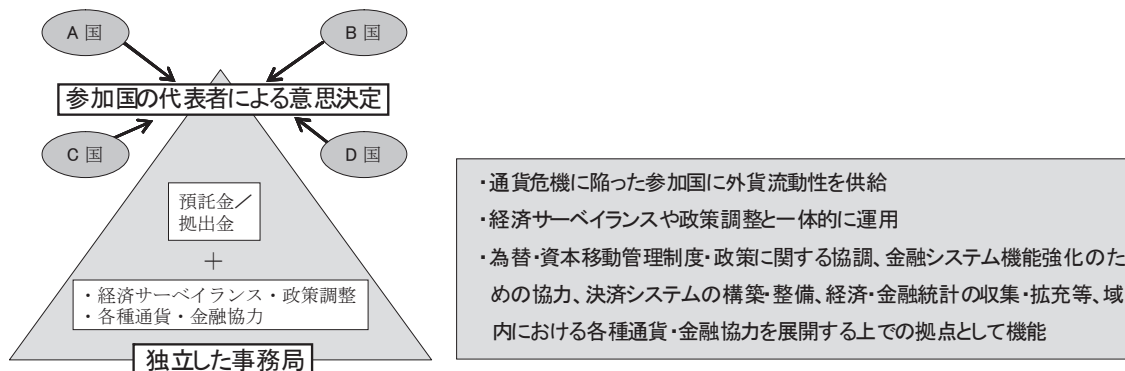 A 国
B 国
参加国の代表者による意思決定
C 国
D 国
預託金／
拠出金
＋
・経済サーベイランス・政策調整
・各種通貨・金融協力
独立した事務局
・通貨危機に陥った参加国に外貨流動性を供給
・経済サーベイランスや政策調整と一体的に運用
・為替・資本移動管理制度・政策に関する協調、金融システム機能強化のた
めの協力、決済システムの構築・整備、経済・金融統計の収集・拡充等、域
内における各種通貨・金融協力を展開する上での拠点として機能